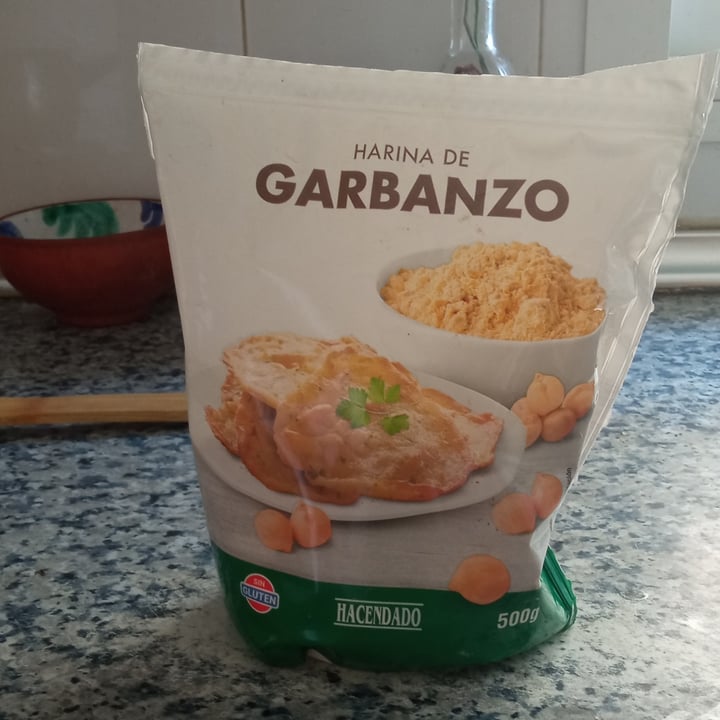 HARINA DE
GARBANZO
SIN
GLUTEN
HACENDADO
500g